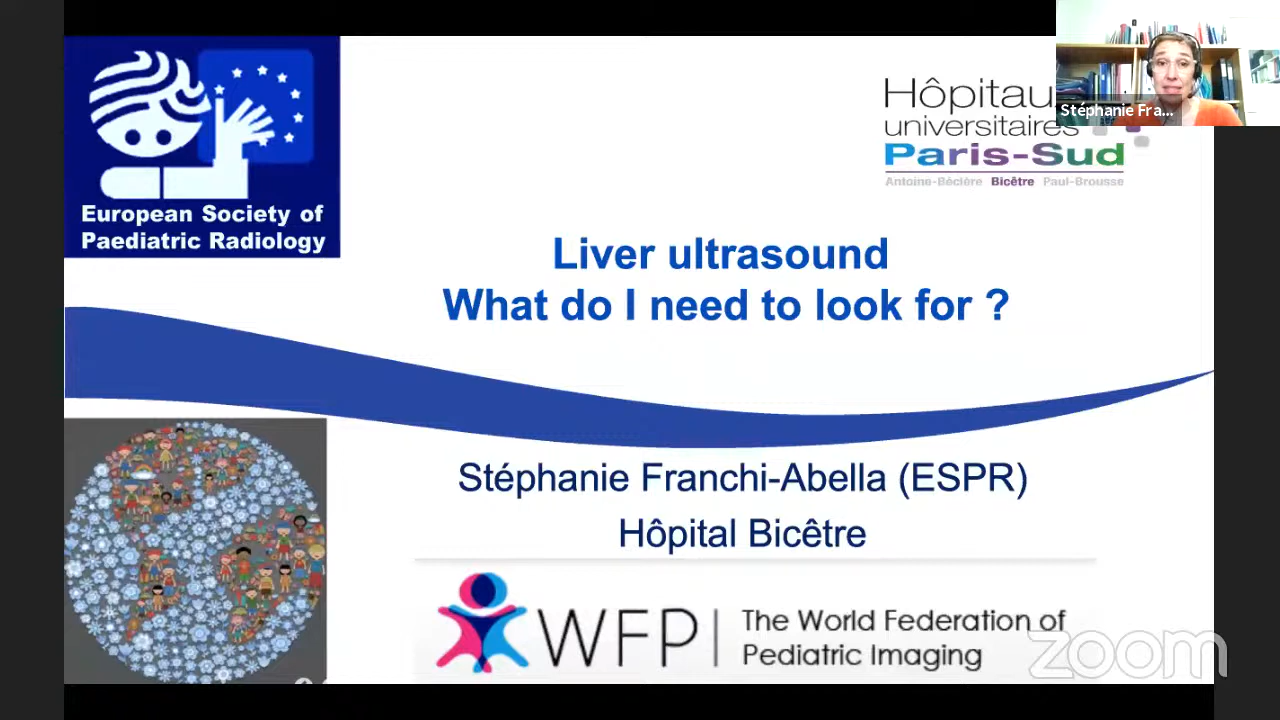 European Society of
Paediatric Radiology
Hôpitau
universitaires
Paris-Sud
Antoine-Béclère Bicêtre Paul-Brousse
Stéphanie Fra...
Liver ultrasound
What do I need to look for ?
Stéphanie Franchi-Abella (ESPR)
Hôpital Bicêtre
WFP
The World Federation of
Pediatric Imaging
zoom